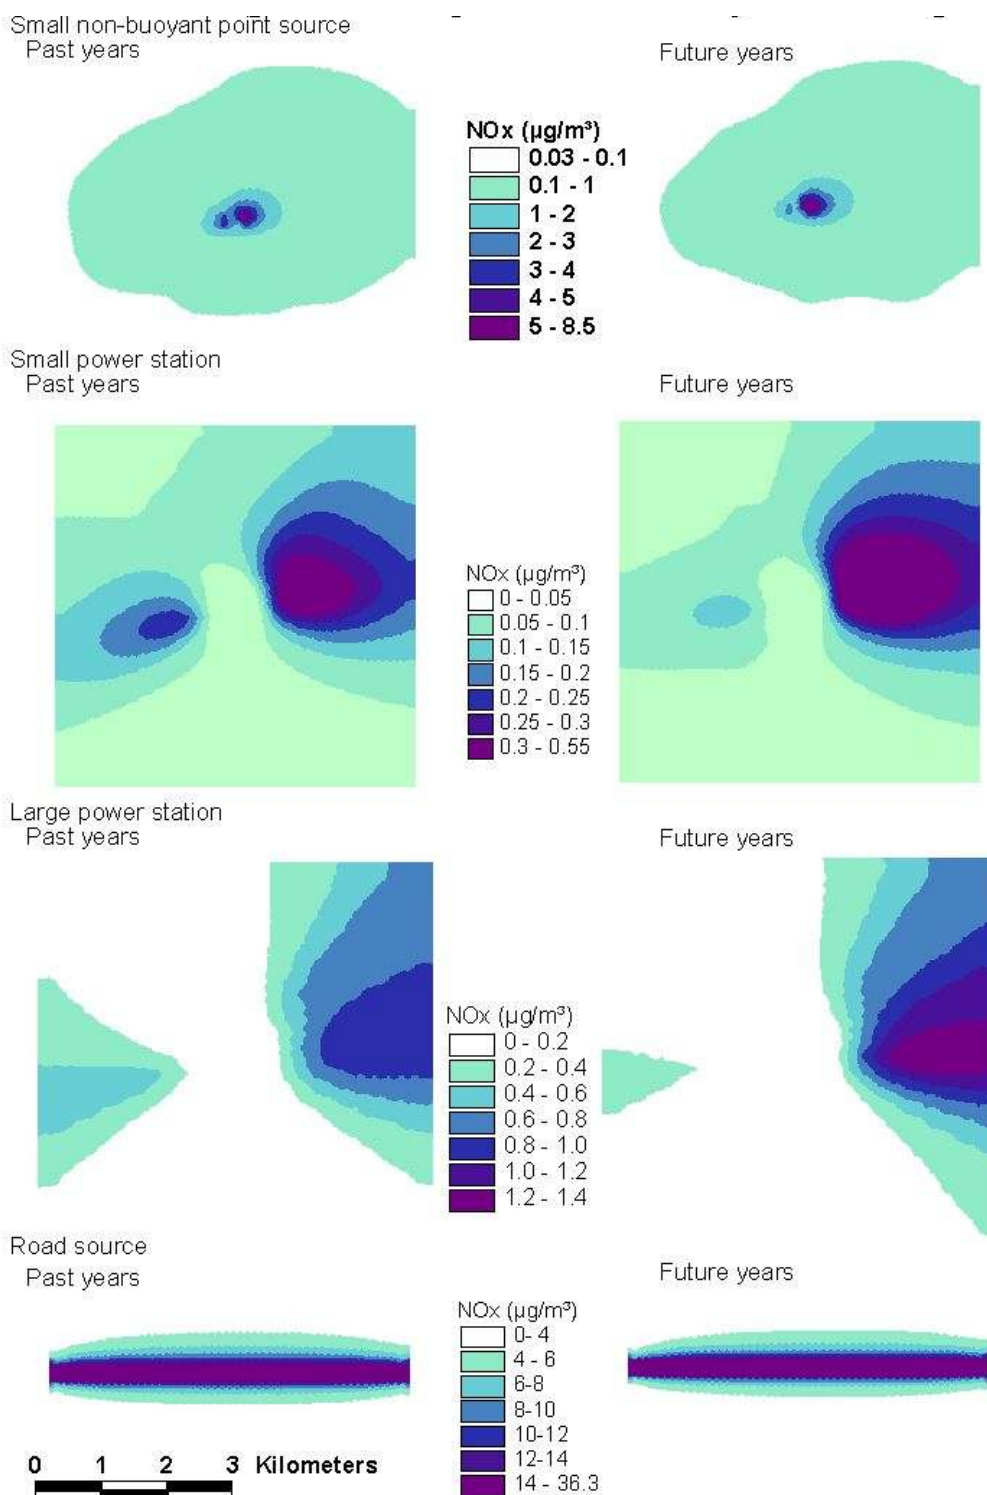 Small non-buoyant point source
Past years
Future years
NOx (µg/m³)
0.03 - 0.1
0.1 - 1
1 - 2
2 - 3
3 - 4
4 - 5
5 - 8.5
Small power station
Past years
Future years
NOx (µg/m³)
0 - 0.05
0.05 - 0.1
0.1 - 0.15
0.15 - 0.2
0.2 - 0.25
0.25 - 0.3
0.3 - 0.55
Large power station
Past years
Future years
NOx (µg/m³)
0 - 0.2
0.2 - 0.4
0.4 - 0.6
0.6 - 0.8
0.8 - 1.0
1.0 - 1.2
1.2 - 1.4
Road source
Past years
Future years
NOx (µg/m³)
0- 4
4 - 6
6-8
8-10
10-12
12-14
14 - 36.3
0 1 2 3 Kilometers